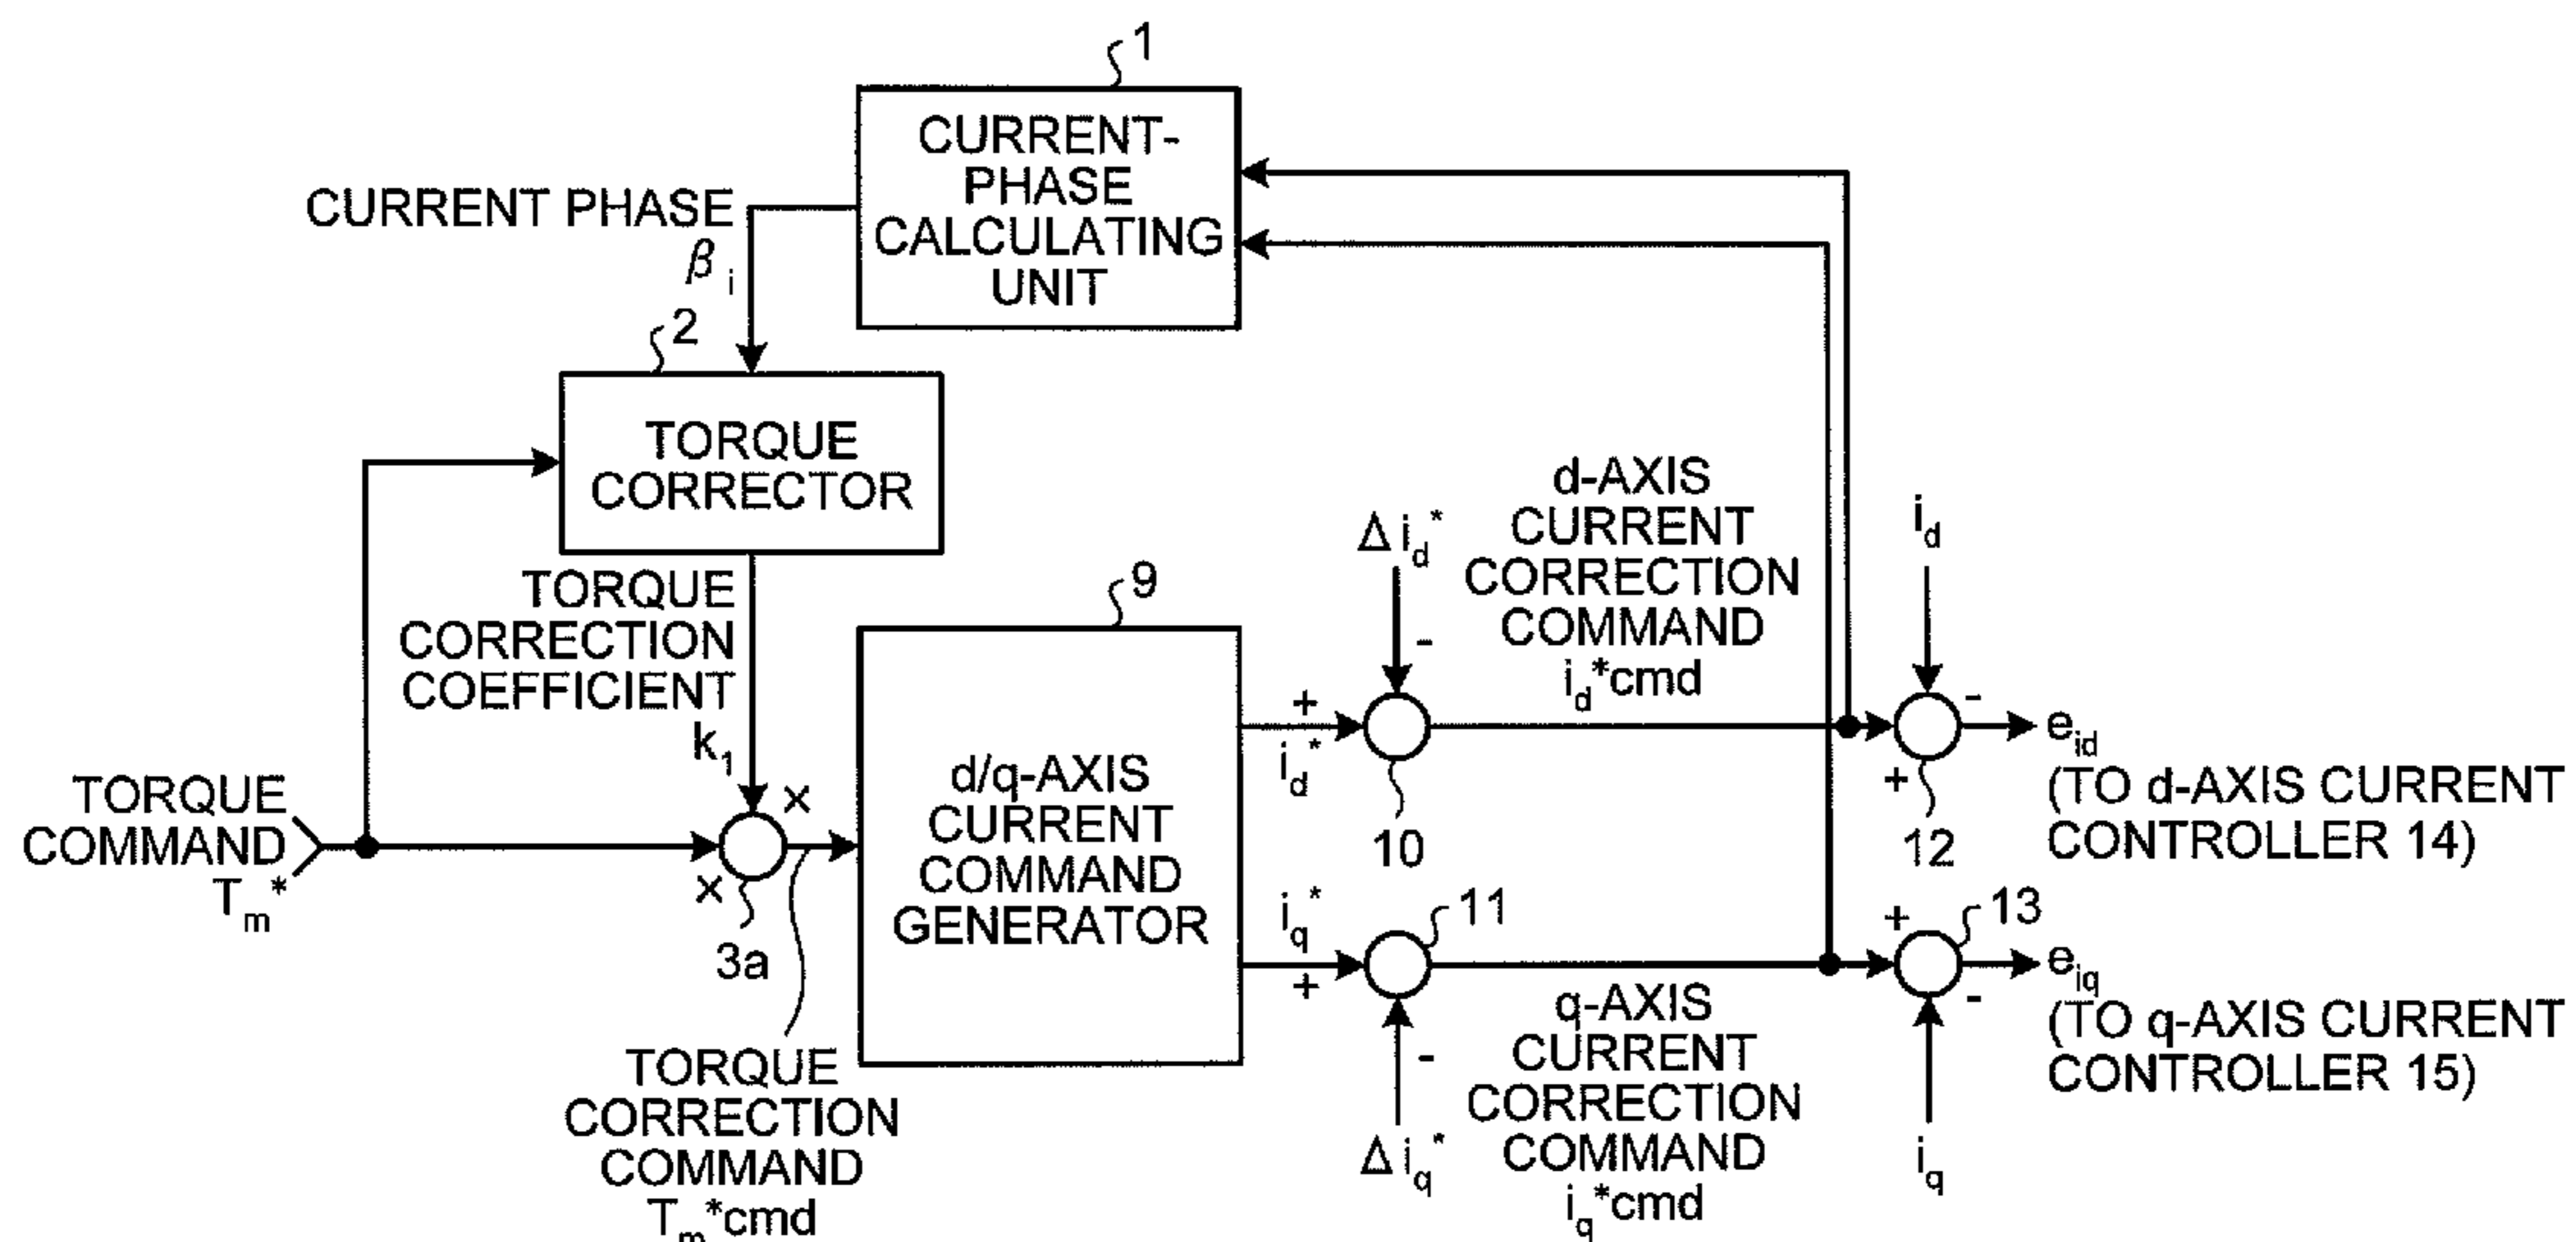 1
CURRENT-
PHASE
CALCULATING
UNIT
CURRENT PHASE
β i
2
TORQUE
CORRECTOR
TORQUE
CORRECTION
COEFFICIENT
k1
TORQUE
COMMAND
Tm*
×
×
3a
TORQUE
CORRECTION
COMMAND
Tm*cmd
9
d/q-AXIS
CURRENT
COMMAND
GENERATOR
+
id*
iq*
+
Δid*
-
10
11
-
Δiq*
d-AXIS
CURRENT
CORRECTION
COMMAND
id*cmd
q-AXIS
CURRENT
CORRECTION
COMMAND
iq*cmd
id
-
+
12
eid
(TO d-AXIS CURRENT
CONTROLLER 14)
+
13
-
iq
eiq
(TO q-AXIS CURRENT
CONTROLLER 15)